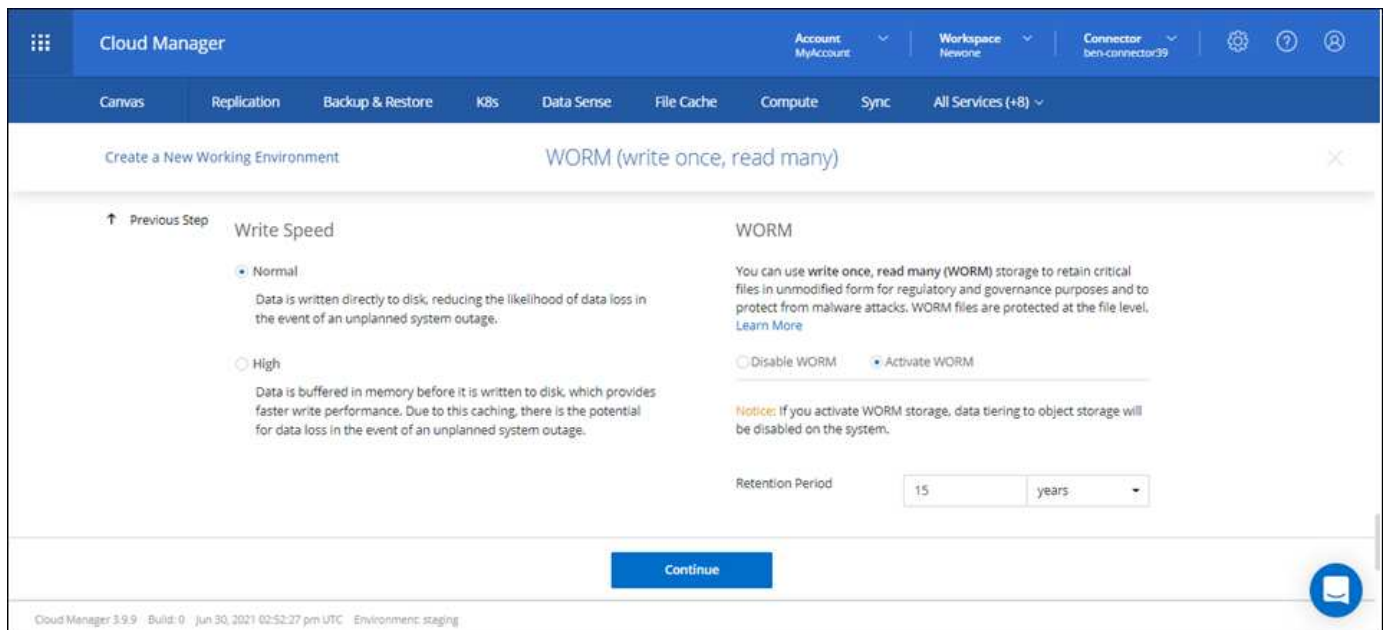 Cloud Manager
Account
MyAccount
Workspace
Newone
Connector
ben-connector39
Canvas
Replication
Backup & Restore
K8s
Data Sense
File Cache
Compute
Sync
All Services (+8)
Create a New Working Environment
WORM (write once, read many)
↑ Previous Step
Write Speed
Normal
Data is written directly to disk, reducing the likelihood of data loss in
the event of an unplanned system outage.
High
Data is buffered in memory before it is written to disk, which provides
faster write performance. Due to this caching, there is the potential
for data loss in the event of an unplanned system outage.
WORM
You can use write once, read many (WORM) storage to retain critical
files in unmodified form for regulatory and governance purposes and to
protect from malware attacks. WORM files are protected at the file level.
Learn More
Disable WORM
Activate WORM
Notice: If you activate WORM storage, data tiering to object storage will
be disabled on the system.
Retention Period
15
years
Continue
Cloud Manager 3.9.9 Build: 0 Jun 30, 2021 02:52:27 pm UTC Environment: staging